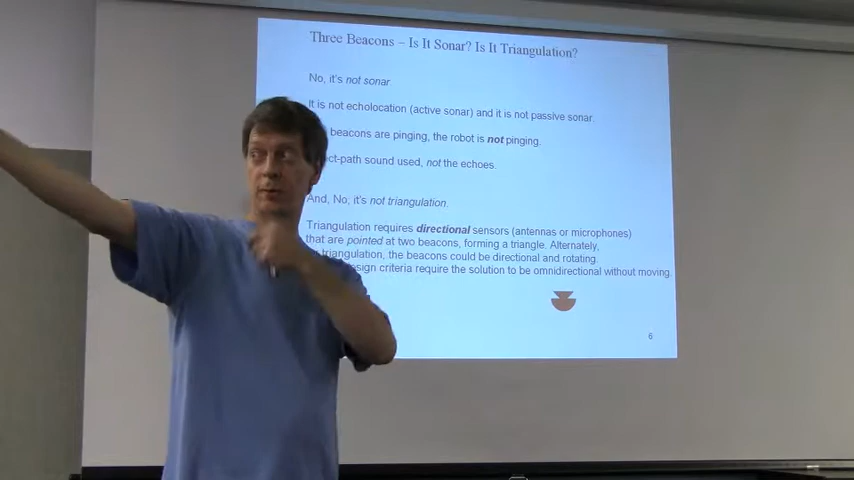 Three Beacons – Is It Sonar? Is It Triangulation?
No, it's not sonar.
It is not echolocation (active sonar) and it is not passive sonar.
beacons are pinging, the robot is not pinging.
path sound used, not the echoes.
And, No, it's not triangulation.
Triangulation requires directional sensors (antennas or microphones)
that are pointed at two beacons, forming a triangle. Alternately,
triangulation, the beacons could be directional and rotating.
criteria require the solution to be omnidirectional without moving.
6